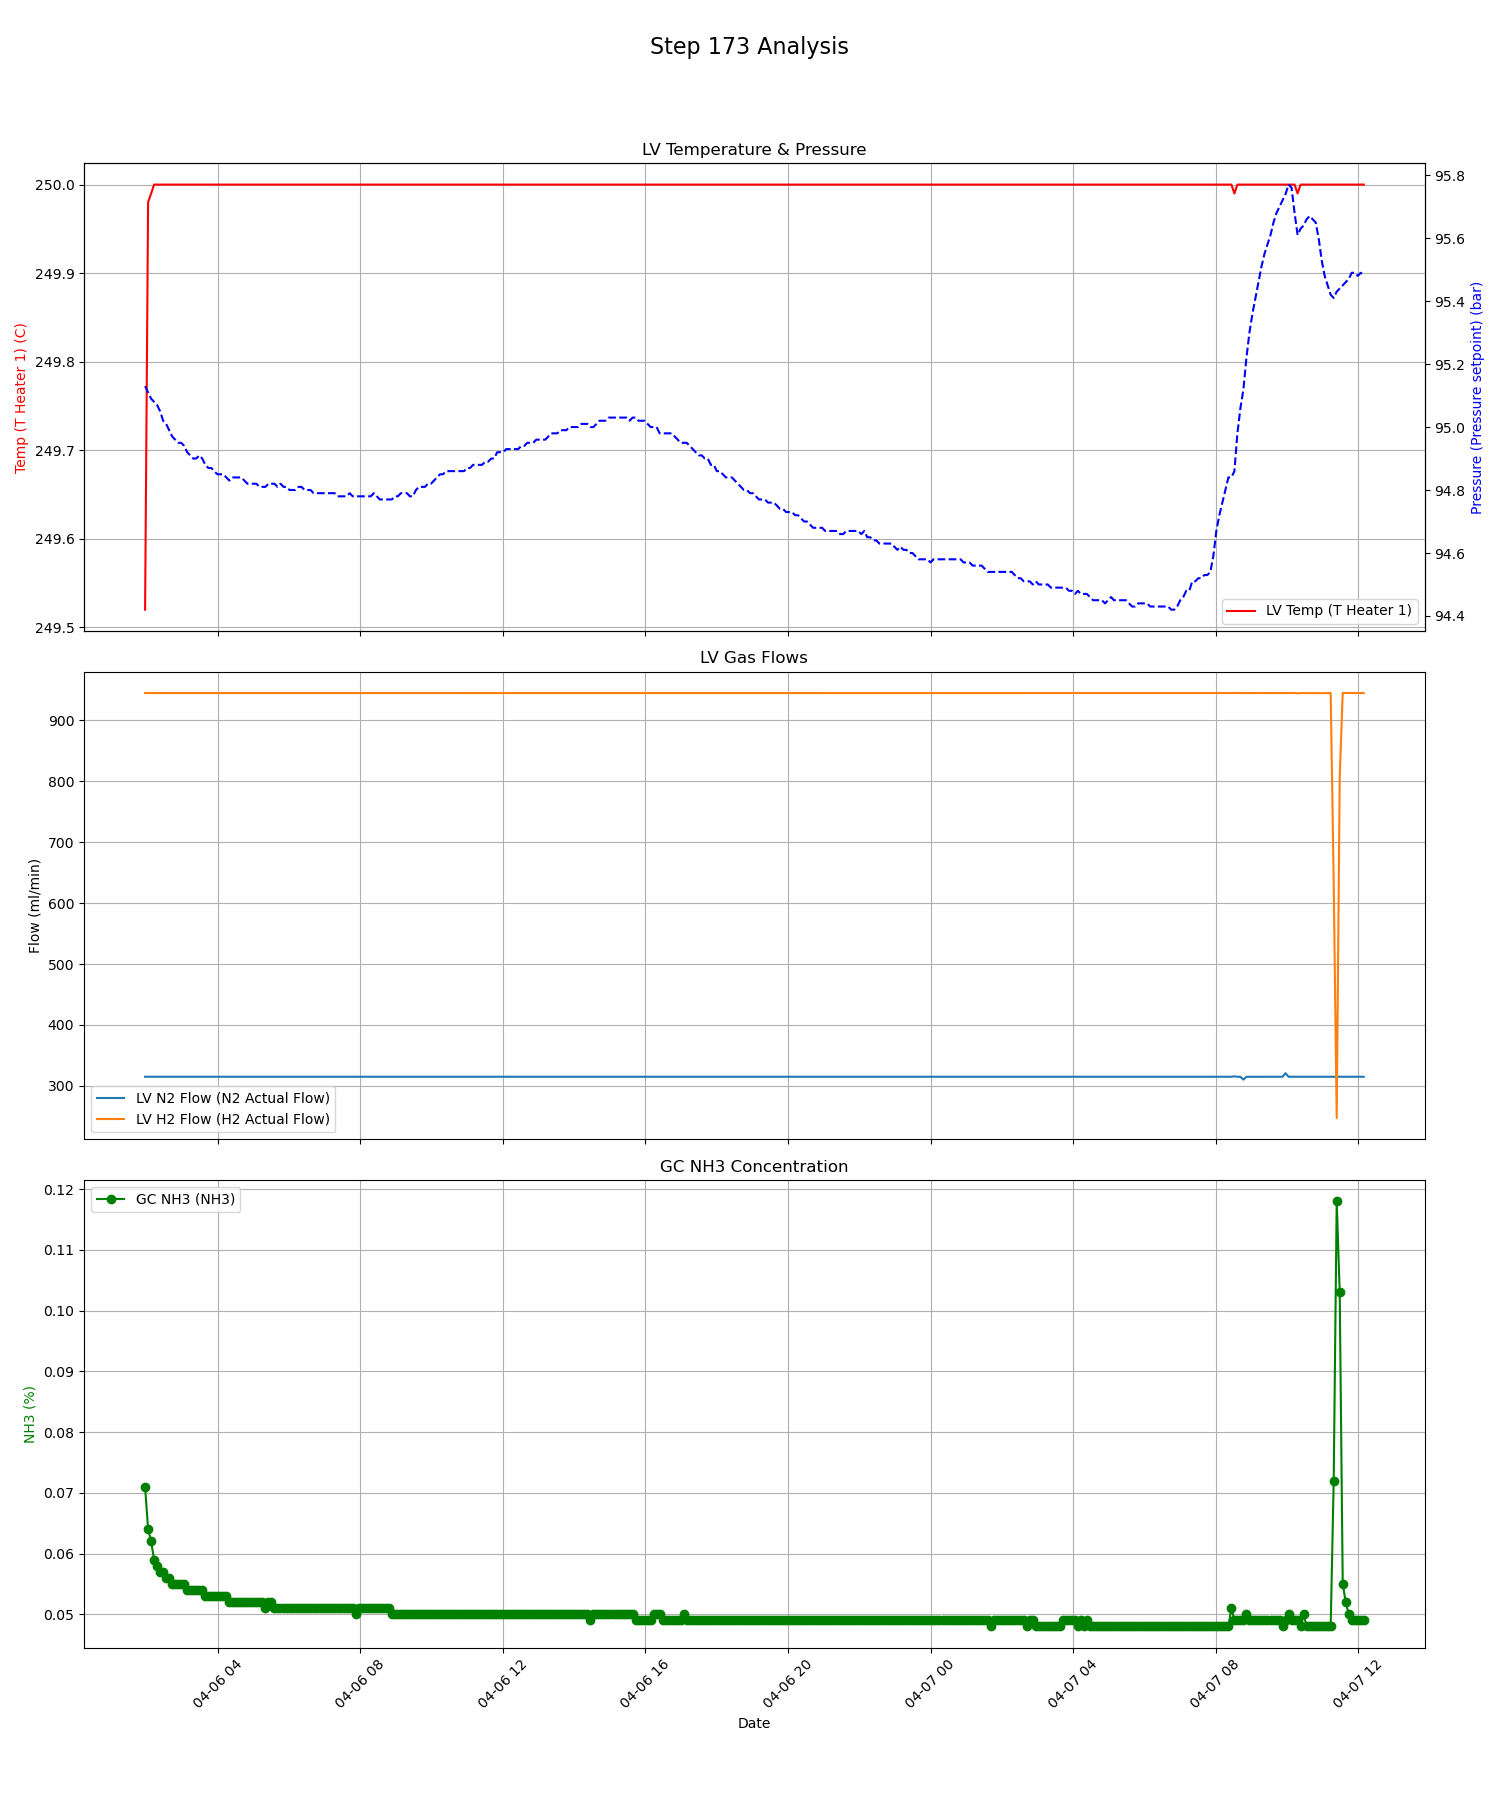 Step 173 Analysis
LV Temperature & Pressure
250.0
249.9
249.8
249.7
249.6
249.5
Temp (T Heater 1) (C)
95.8
95.6
95.4
95.2
95.0
94.8
94.6
94.4
Pressure (Pressure setpoint) (bar)
LV Temp (T Heater 1)
LV Gas Flows
900
800
700
600
500
400
300
Flow (ml/min)
LV N2 Flow (N2 Actual Flow)
LV H2 Flow (H2 Actual Flow)
GC NH3 Concentration
GC NH3 (NH3)
0.12
0.11
0.10
0.09
0.08
0.07
0.06
0.05
NH3 (%)
04-06 04
04-06 08
04-06 12
04-06 16
04-06 20
04-07 00
04-07 04
04-07 08
04-07 12
Date